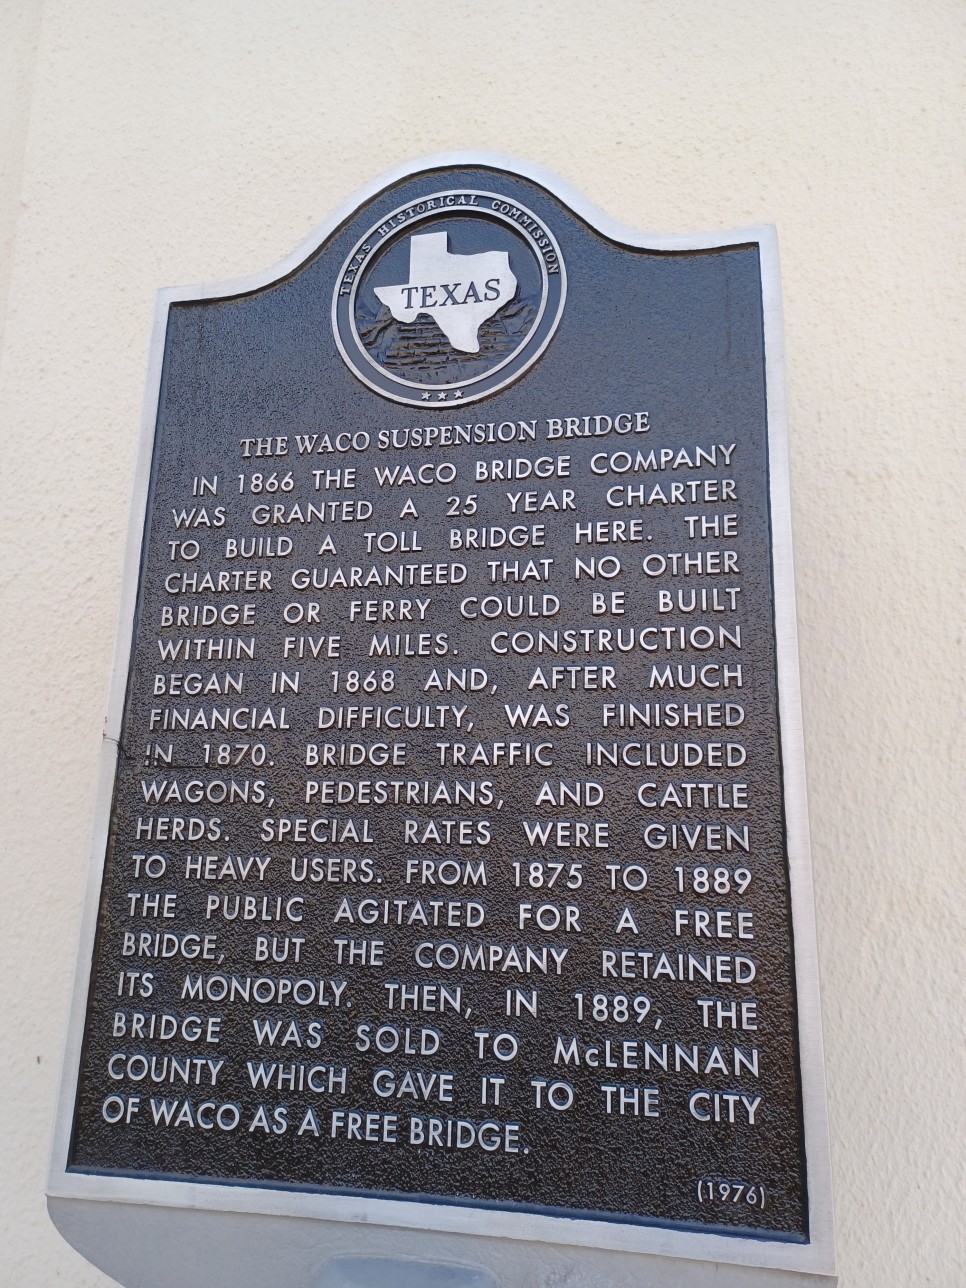 TEXAS HISTORICAL COMMISSION
TEXAS
THE WACO SUSPENSION BRIDGE
IN 1866 THE WACO BRIDGE COMPANY
WAS GRANTED A 25 YEAR CHARTER
TO BUILD A TOLL BRIDGE HERE. THE
CHARTER GUARANTEED THAT NO OTHER
BRIDGE OR FERRY COULD BE BUILT
WITHIN FIVE MILES. CONSTRUCTION
BEGAN IN 1868 AND, AFTER MUCH
FINANCIAL DIFFICULTY, WAS FINISHED
IN 1870. BRIDGE TRAFFIC INCLUDED
WAGONS, PEDESTRIANS, AND CATTLE
HERDS. SPECIAL RATES WERE GIVEN
TO HEAVY USERS. FROM 1875 TO 1889
THE PUBLIC AGITATED FOR A FREE
BRIDGE, BUT THE COMPANY RETAINED
ITS MONOPOLY. THEN, IN 1889, THE
BRIDGE WAS SOLD TO McLENNAN
COUNTY WHICH GAVE IT TO THE CITY
OF WACO AS A FREE BRIDGE.
(1976)